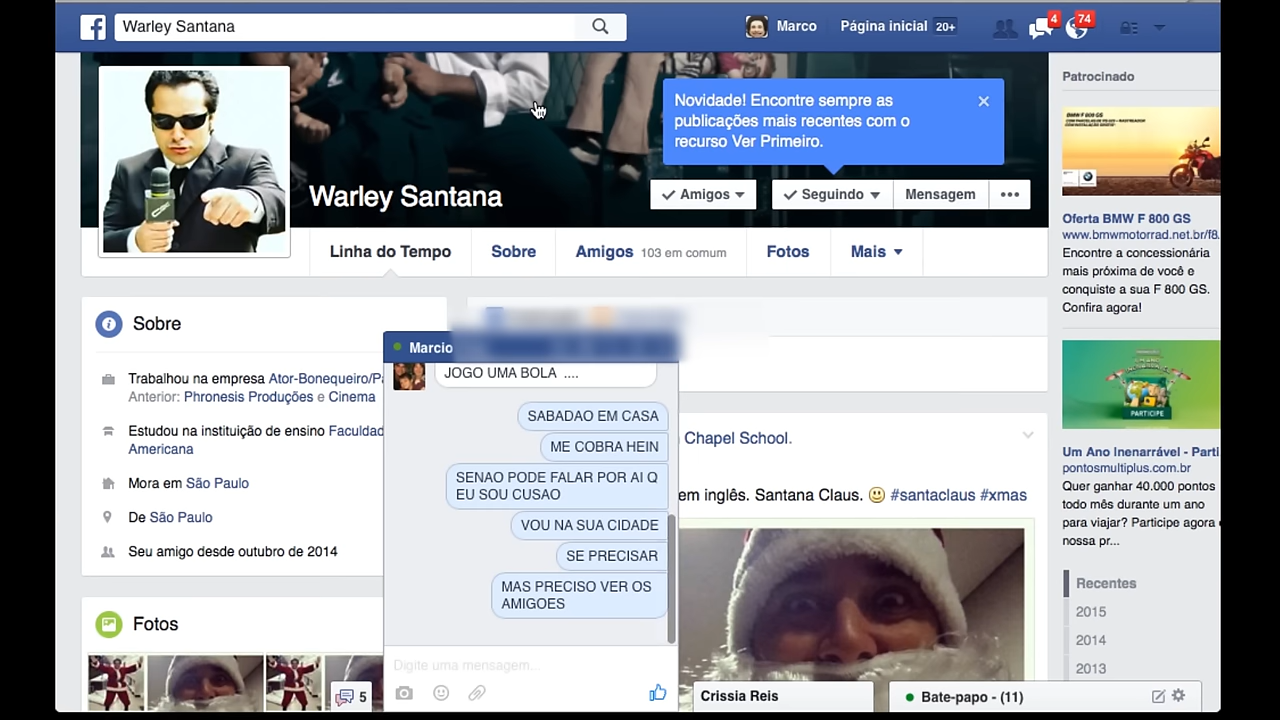 Warley Santana
Marco
Página inicial 20+
4
74
Novidade! Encontre sempre as
publicações mais recentes com o
recurso Ver Primeiro.
Warley Santana
Amigos
Seguindo
Mensagem
Linha do Tempo
Sobre
Amigos 103 em comum
Fotos
Mais
Patrocinado
BMW F 800 GS
Oferta BMW F 800 GS
www.bmwmotorrad.net.br/f8.
Encontre a concessionária
mais próxima de você e
conquiste a sua F 800 GS.
Confira agora!
PARTICIPE
Um Ano Inenarrável - Parti
pontosmultiplus.com.br
Quer ganhar 40.000 pontos
todo mês durante um ano
para viajar? Participe agora
nossa pr...
Recentes
2015
2014
2013
Sobre
Trabalhou na empresa Ator-Bonequeiro/Pa
Anterior: Phronesis Produções e Cinema
Estudou na instituição de ensino Faculdad
Americana
Mora em São Paulo
De São Paulo
Seu amigo desde outubro de 2014
Fotos
5
Marcio
JOGO UMA BOLA ....
SABADAO EM CASA
ME COBRA HEIN
SENAO PODE FALAR POR AI Q
EU SOU CUSAO
VOU NA SUA CIDADE
SE PRECISAR
MAS PRECISO VER OS
AMIGOES
Digite uma mensagem...
Chapel School.
em inglês. Santana Claus. #santaclaus #xmas
Crissia Reis
Bate-papo - (11)